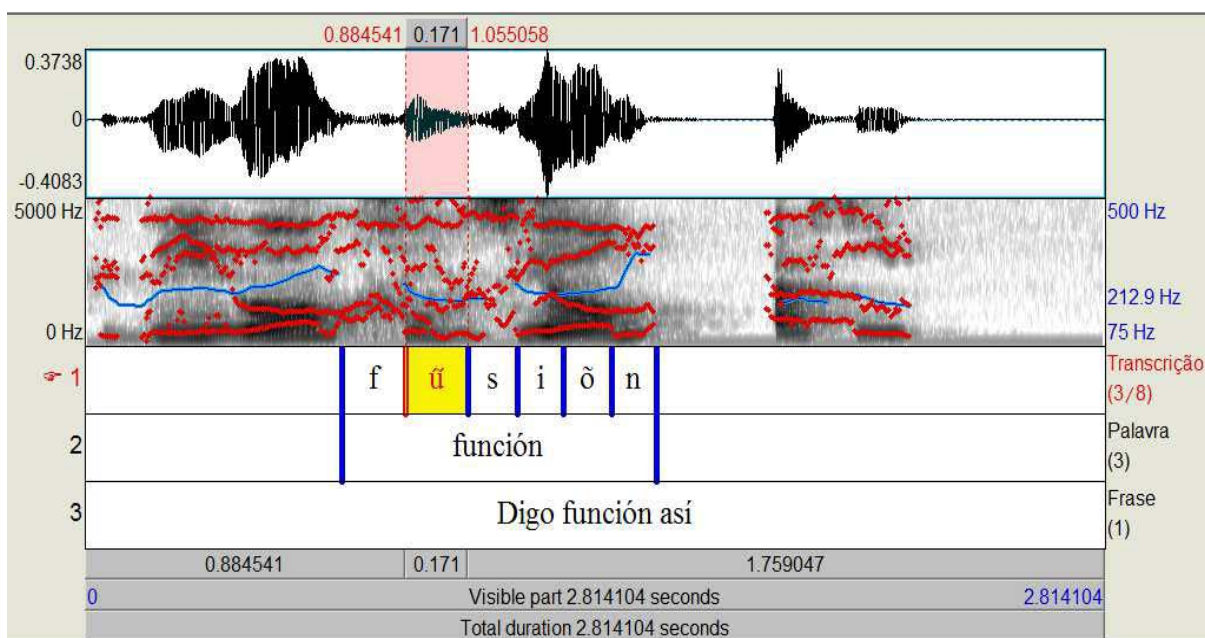 0.884541 0.171 1.055058
0.3738
0
-0.4083
5000 Hz 500 Hz
212.9 Hz
0 Hz 75 Hz
1 f ű s i õ n Transcrição (3/8)
2 función Palavra (3)
3 Digo función así Frase (1)
0.884541 0.171 1.759047
0 Visible part 2.814104 seconds 2.814104
Total duration 2.814104 seconds